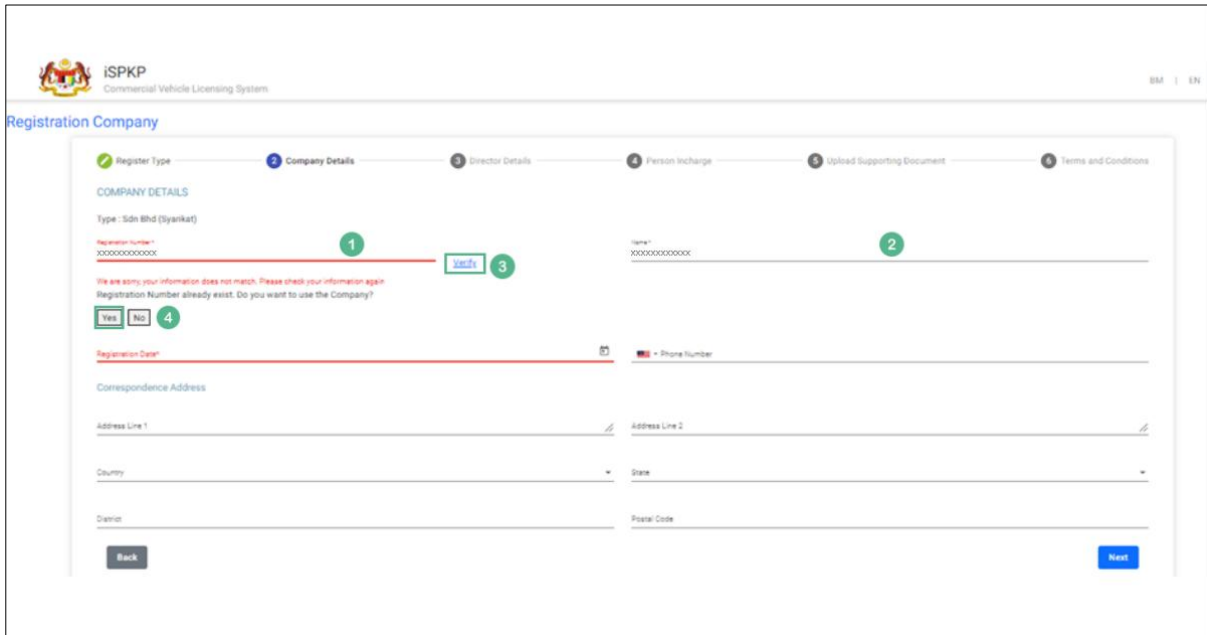 iSPKP
Commercial Vehicle Licensing System
BM | EN
Registration Company
Register Type
2 Company Details
3 Director Details
4 Person Incharge
5 Upload Supporting Document
6 Terms and Conditions
COMPANY DETAILS
Type : Sdn Bhd (Syarikat)
Registration Number *
XXXXXXXXXXXX
1
Name *
XXXXXXXXXXXX
2
Verify
3
We are sorry, your information does not match. Please check your information again
Registration Number already exist. Do you want to use the Company?
Yes No 4
Registration Date*
Phone Number
Correspondence Address
Address Line 1
Address Line 2
Country
State
District
Postal Code
Back
Next